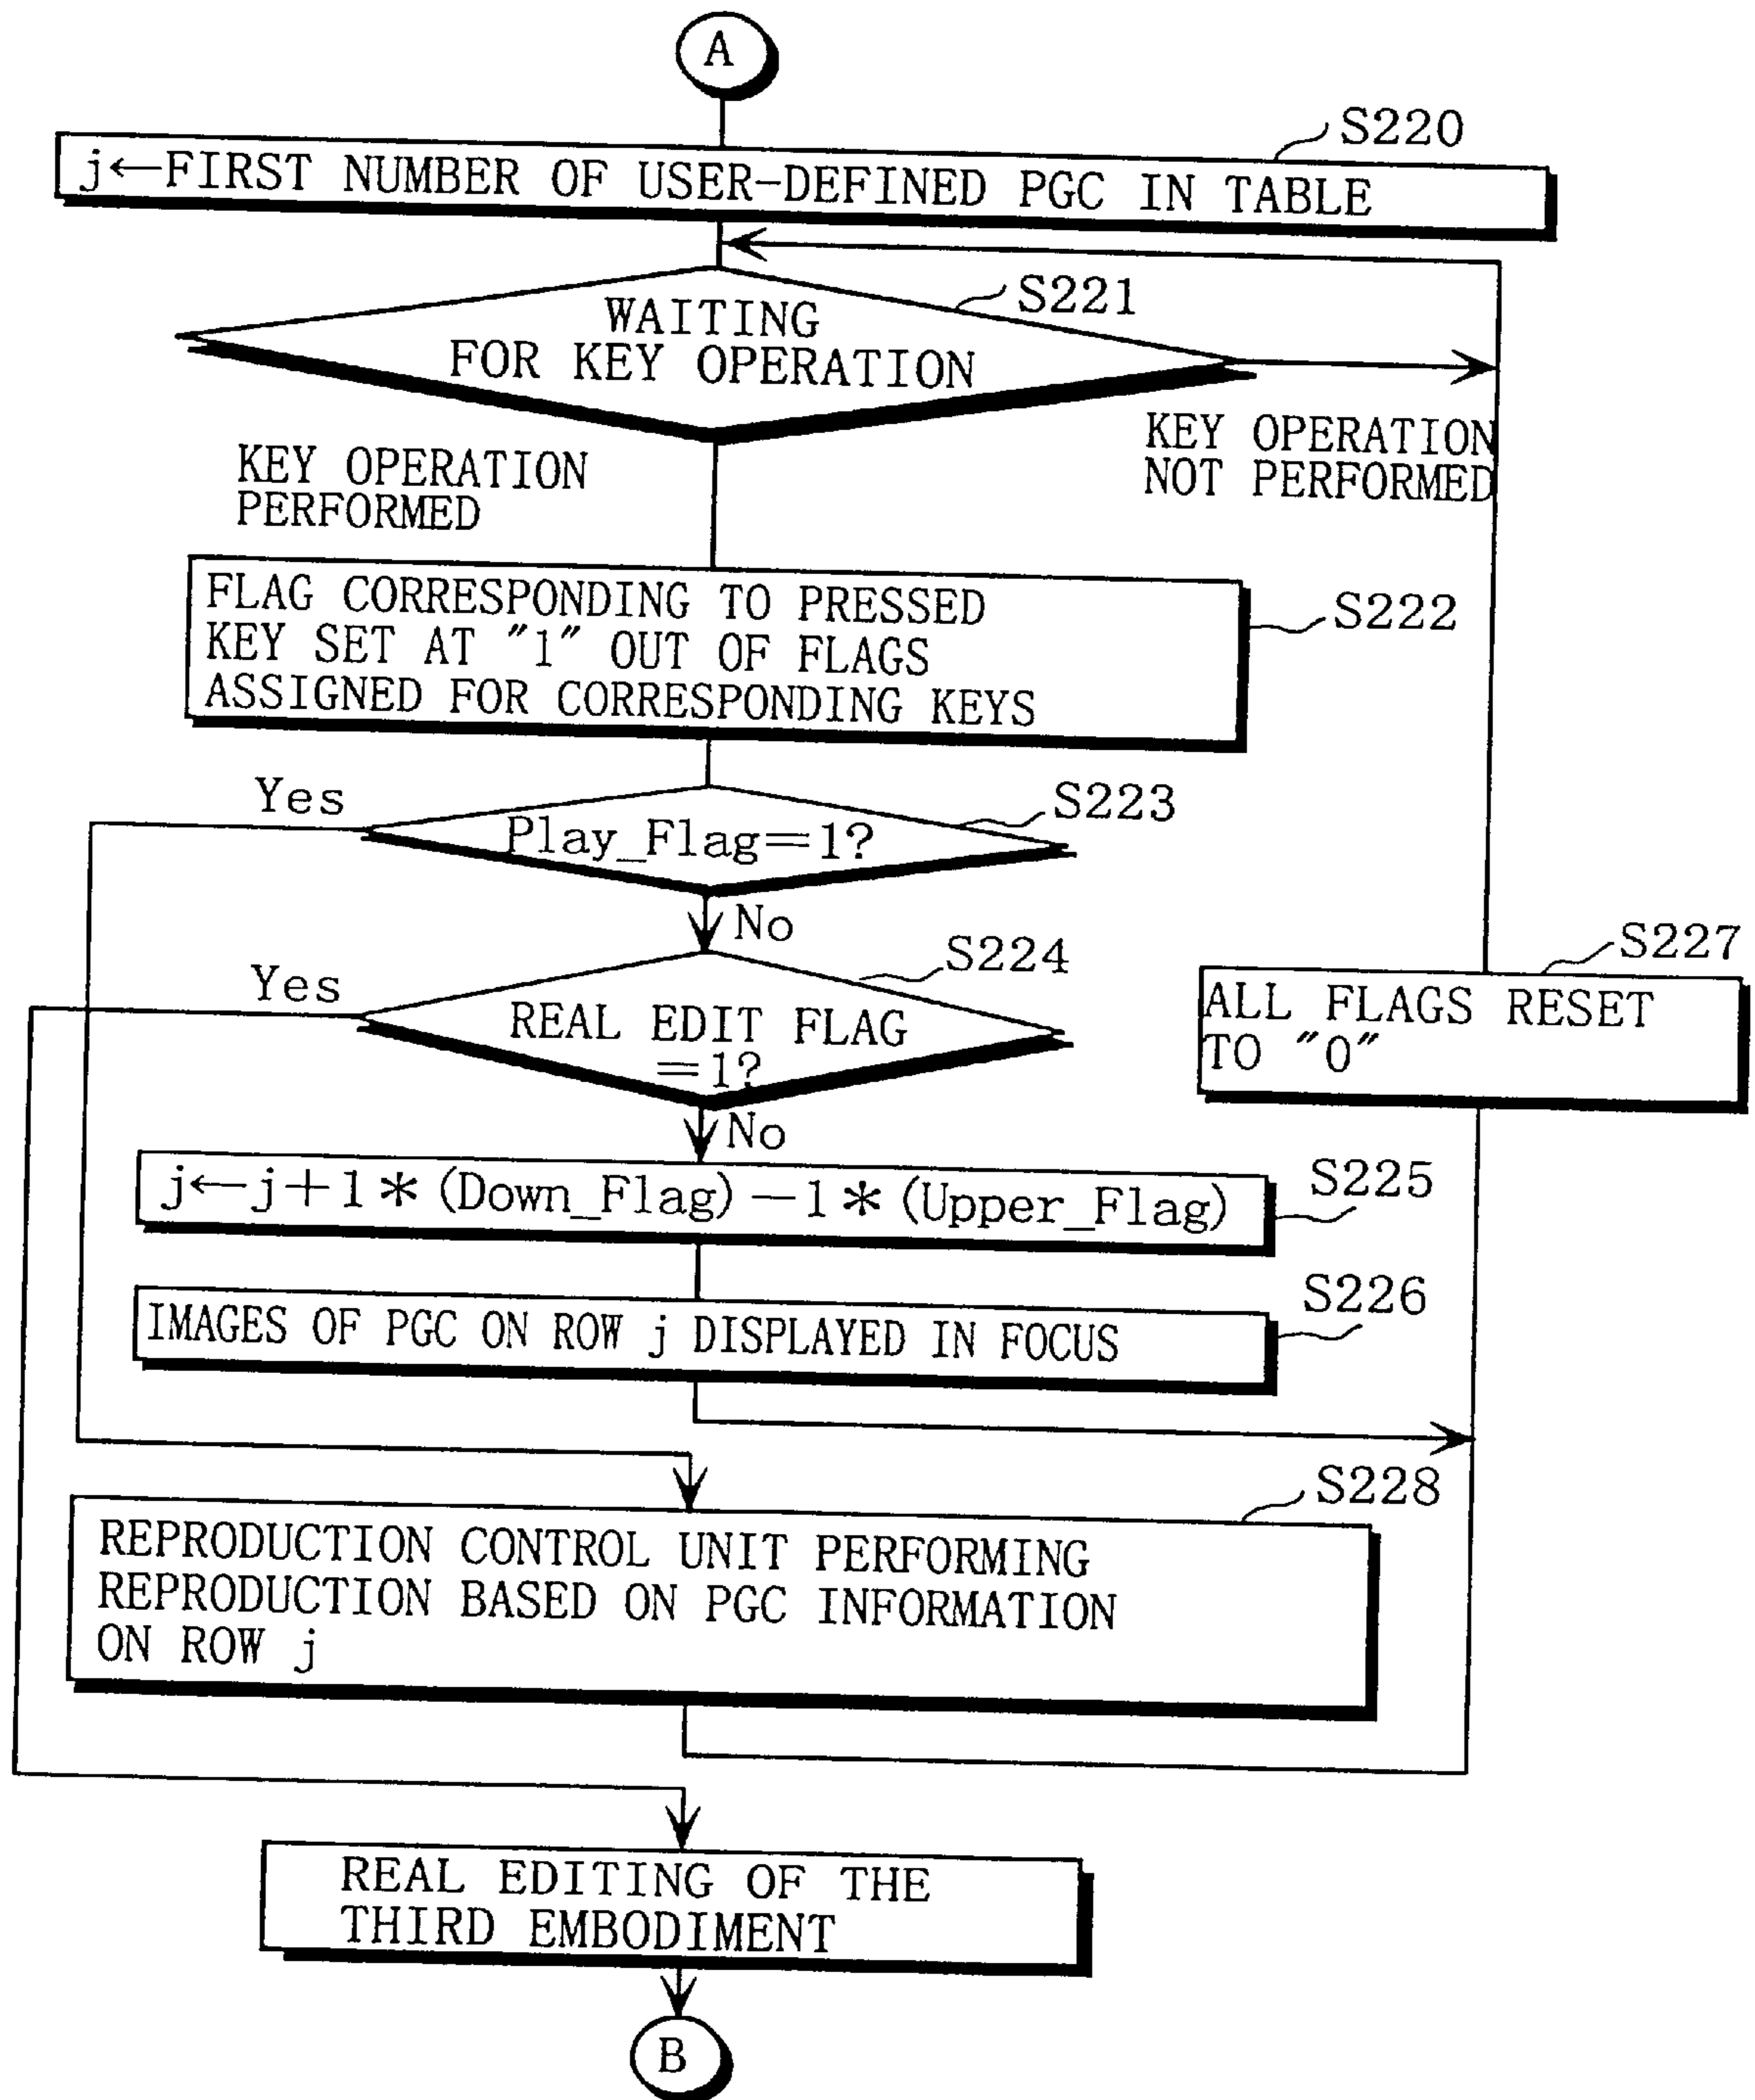 A
S220
j←FIRST NUMBER OF USER-DEFINED PGC IN TABLE
S221
WAITING
FOR KEY OPERATION
KEY OPERATION
NOT PERFORMED
KEY OPERATION
PERFORMED
FLAG CORRESPONDING TO PRESSED
KEY SET AT "1" OUT OF FLAGS
ASSIGNED FOR CORRESPONDING KEYS
S222
Yes
S223
Play_Flag=1?
No
S224
Yes
REAL EDIT FLAG
=1?
No
S227
ALL FLAGS RESET
TO "0"
j←j+1*(Down_Flag)-1*(Upper_Flag)
S225
S226
IMAGES OF PGC ON ROW j DISPLAYED IN FOCUS
S228
REPRODUCTION CONTROL UNIT PERFORMING
REPRODUCTION BASED ON PGC INFORMATION
ON ROW j
REAL EDITING OF THE
THIRD EMBODIMENT
B